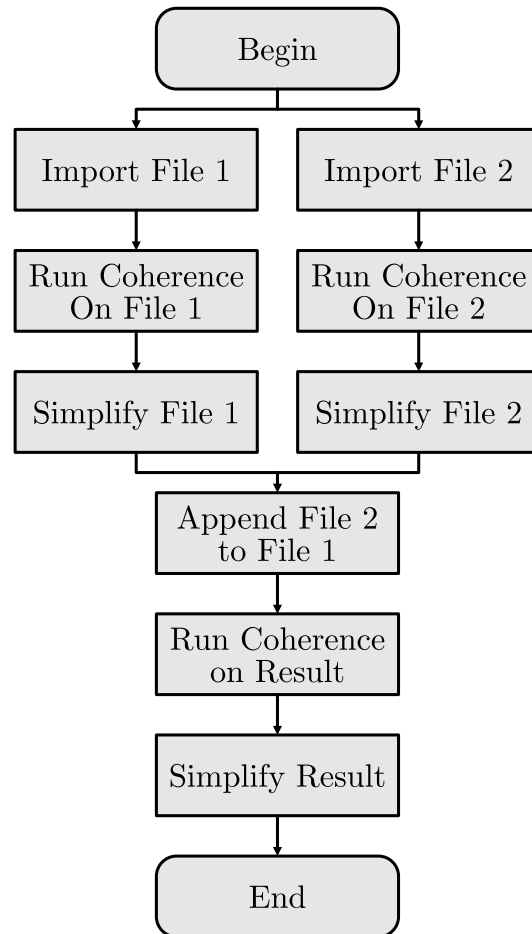 Begin
Import File 1
Import File 2
Run Coherence
On File 1
Run Coherence
On File 2
Simplify File 1
Simplify File 2
Append File 2
to File 1
Run Coherence
on Result
Simplify Result
End